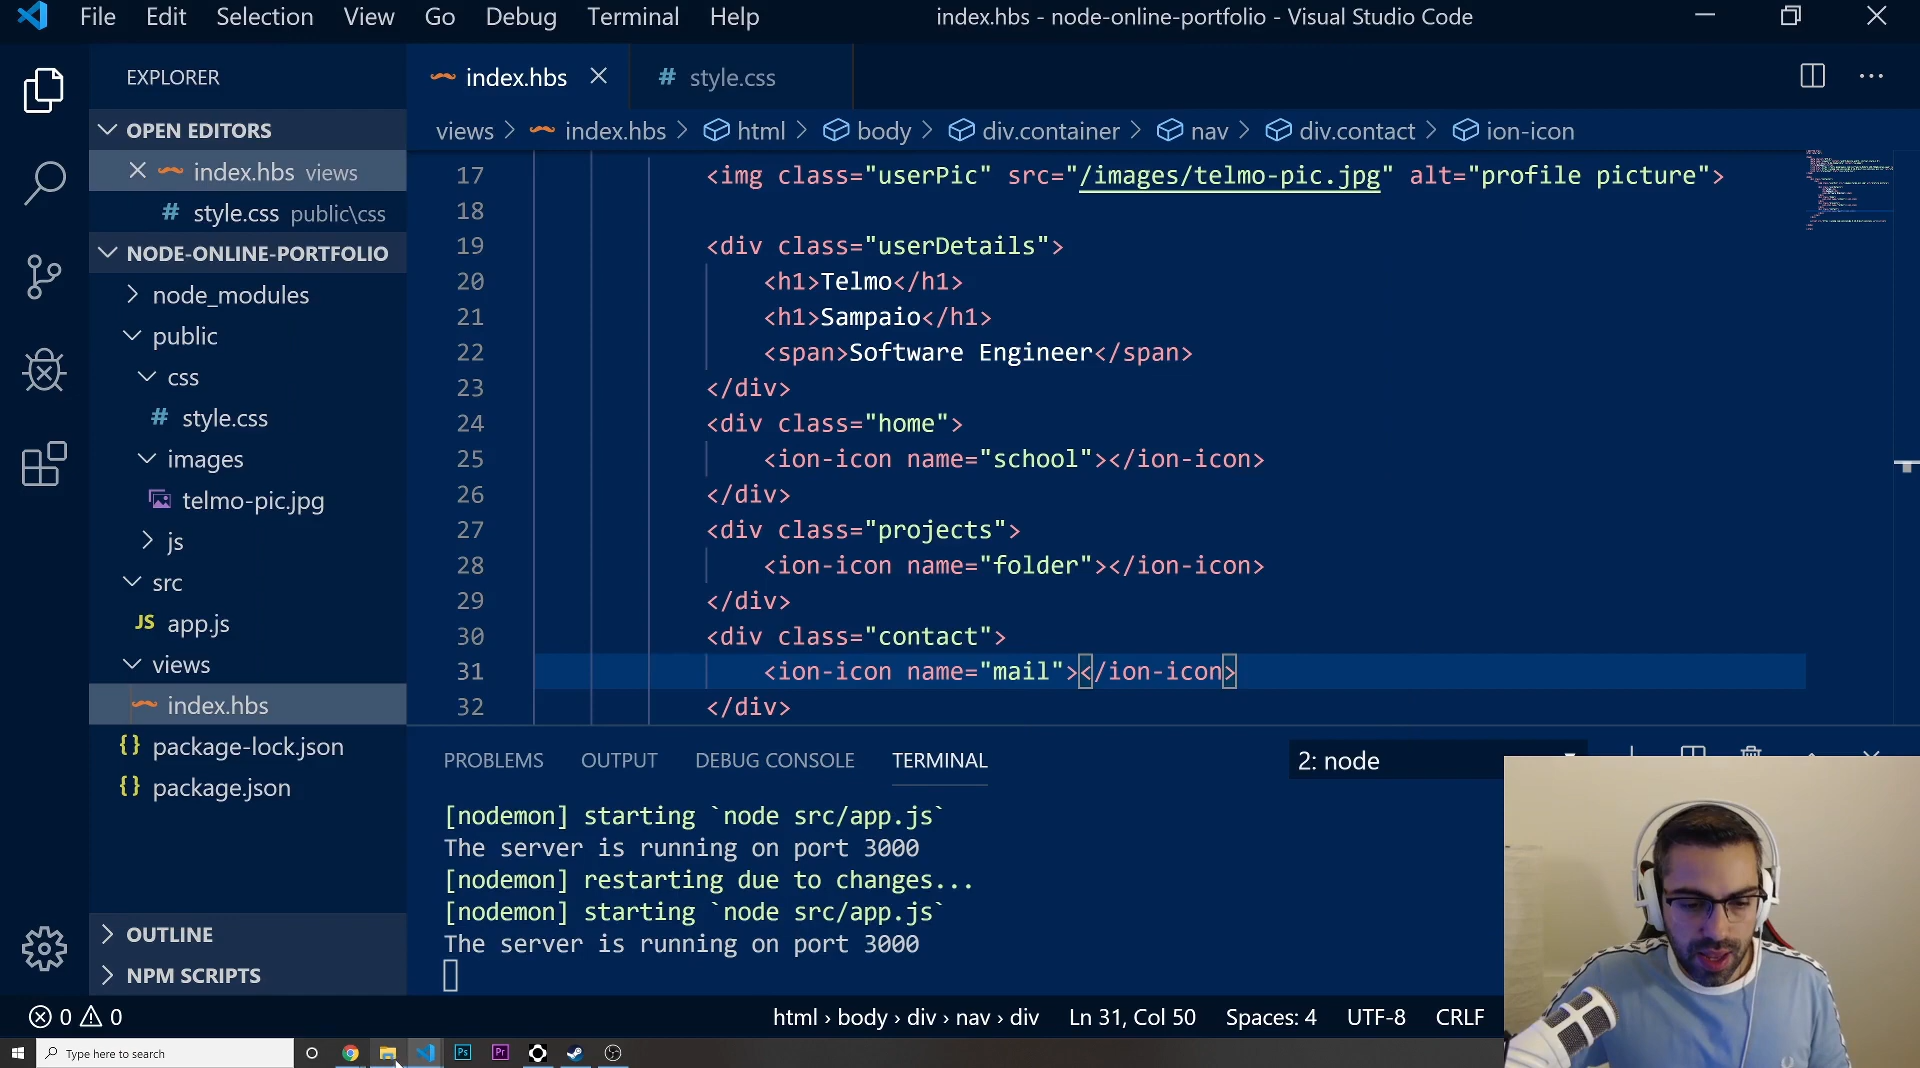 File Edit Selection View Go Debug Terminal Help index.hbs - node-online-portfolio - Visual Studio Code
EXPLORER
OPEN EDITORS
index.hbs views
style.css public\css
NODE-ONLINE-PORTFOLIO
node_modules
public
css
style.css
images
telmo-pic.jpg
js
JS app.js
src
views
index.hbs
{} package-lock.json
{} package.json
OUTLINE
NPM SCRIPTS
index.hbs # style.css
views > index.hbs > html > body > div.container > nav > div.contact > ion-icon
17 <img class="userPic" src="/images/telmo-pic.jpg" alt="profile picture">
18
19 <div class="userDetails">
20 <h1>Telmo</h1>
21 <h1>Sampaio</h1>
22 <span>Software Engineer</span>
23 </div>
24 <div class="home">
25 <ion-icon name="school"></ion-icon>
26 </div>
27 <div class="projects">
28 <ion-icon name="folder"></ion-icon>
29 </div>
30 <div class="contact">
31 <ion-icon name="mail"></ion-icon>
32 </div>
PROBLEMS OUTPUT DEBUG CONSOLE TERMINAL 2: node
[nodemon] starting `node src/app.js`
The server is running on port 3000
[nodemon] restarting due to changes...
[nodemon] starting `node src/app.js`
The server is running on port 3000
0 0 html › body › div › nav › div Ln 31, Col 50 Spaces: 4 UTF-8 CRLF
Type here to search Ps Pr